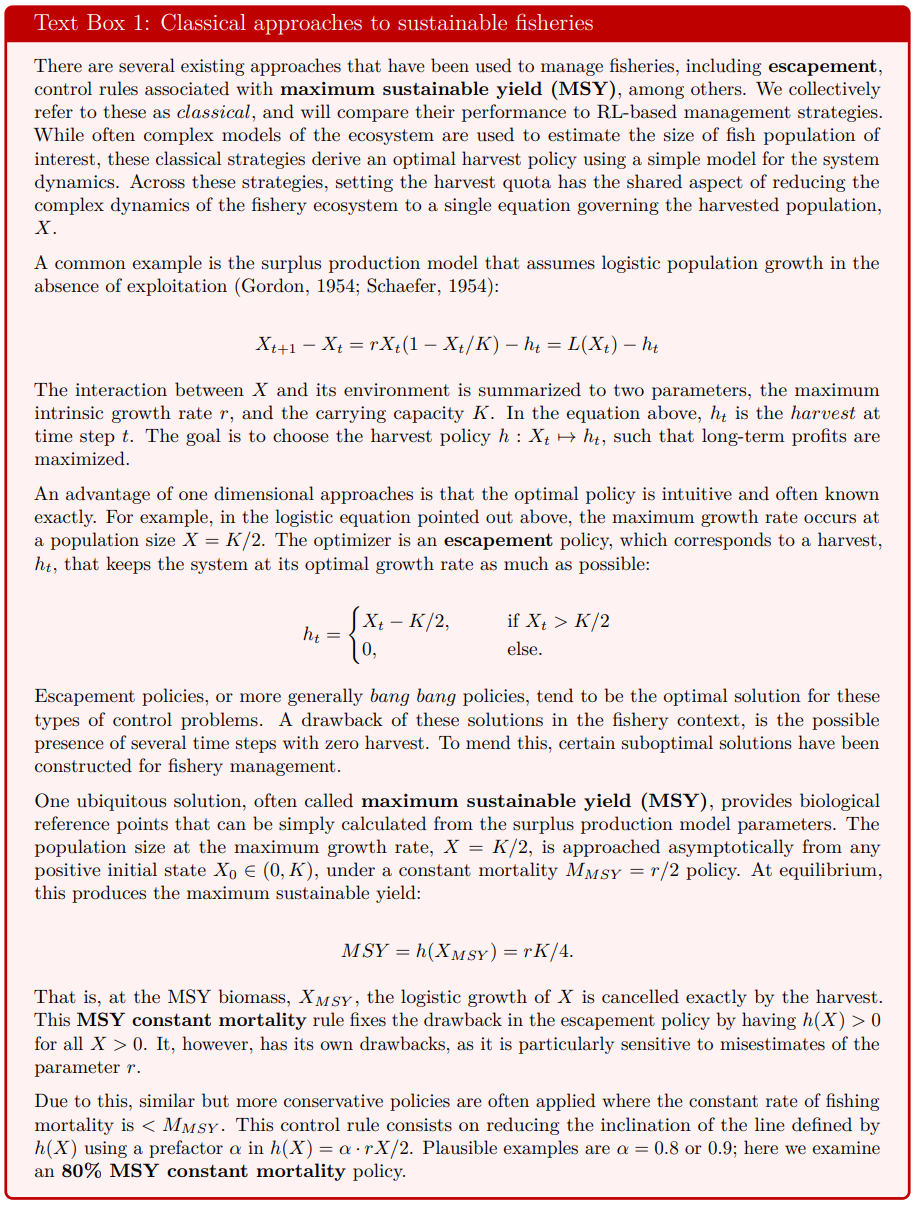 Text Box 1: Classical approaches to sustainable fisheries
There are several existing approaches that have been used to manage fisheries, including escapement,
control rules associated with maximum sustainable yield (MSY), among others. We collectively
refer to these as classical, and will compare their performance to RL-based management strategies.
While often complex models of the ecosystem are used to estimate the size of fish population of
interest, these classical strategies derive an optimal harvest policy using a simple model for the system
dynamics. Across these strategies, setting the harvest quota has the shared aspect of reducing the
complex dynamics of the fishery ecosystem to a single equation governing the harvested population,
X.
A common example is the surplus production model that assumes logistic population growth in the
absence of exploitation (Gordon, 1954; Schaefer, 1954):
X_{t+1} − X_t = rX_t(1 − X_t/K) − h_t = L(X_t) − h_t
The interaction between X and its environment is summarized to two parameters, the maximum
intrinsic growth rate r, and the carrying capacity K. In the equation above, h_t is the harvest at
time step t. The goal is to choose the harvest policy h : X_t ↦ h_t, such that long-term profits are
maximized.
An advantage of one dimensional approaches is that the optimal policy is intuitive and often known
exactly. For example, in the logistic equation pointed out above, the maximum growth rate occurs at
a population size X = K/2. The optimizer is an escapement policy, which corresponds to a harvest,
h_t, that keeps the system at its optimal growth rate as much as possible:
h_t = { X_t − K/2, if X_t > K/2
0, else.
Escapement policies, or more generally bang bang policies, tend to be the optimal solution for these
types of control problems. A drawback of these solutions in the fishery context, is the possible
presence of several time steps with zero harvest. To mend this, certain suboptimal solutions have been
constructed for fishery management.
One ubiquitous solution, often called maximum sustainable yield (MSY), provides biological
reference points that can be simply calculated from the surplus production model parameters. The
population size at the maximum growth rate, X = K/2, is approached asymptotically from any
positive initial state X_0 ∈ (0, K), under a constant mortality M_{MSY} = r/2 policy. At equilibrium,
this produces the maximum sustainable yield:
MSY = h(X_{MSY}) = rK/4.
That is, at the MSY biomass, X_{MSY}, the logistic growth of X is cancelled exactly by the harvest.
This MSY constant mortality rule fixes the drawback in the escapement policy by having h(X) > 0
for all X > 0. It, however, has its own drawbacks, as it is particularly sensitive to misestimates of the
parameter r.
Due to this, similar but more conservative policies are often applied where the constant rate of fishing
mortality is < M_{MSY}. This control rule consists on reducing the inclination of the line defined by
h(X) using a prefactor α in h(X) = α · rX/2. Plausible examples are α = 0.8 or 0.9; here we examine
an 80% MSY constant mortality policy.